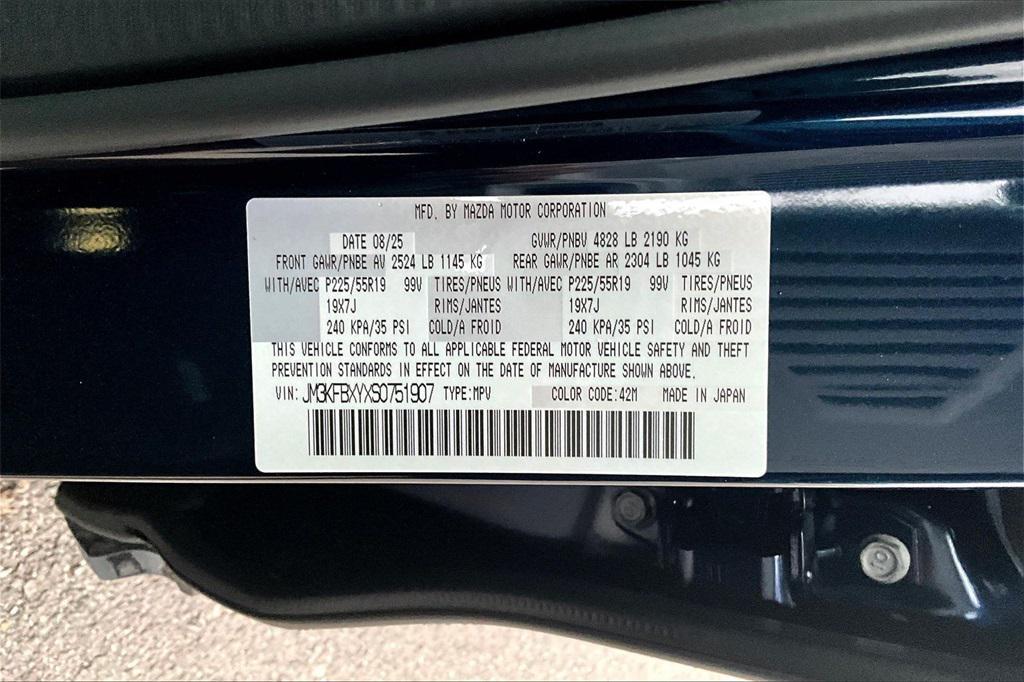 MFD. BY MAZDA MOTOR CORPORATION
DATE 08/25 GVWR/PNBV 4828 LB 2190 KG
FRONT GAWR/PNBE AV 2524 LB 1145 KG REAR GAWR/PNBE AR 2304 LB 1045 KG
WITH/AVEC P225/55R19 99V TIRES/PNEUS WITH/AVEC P225/55R19 99V TIRES/PNEUS
19X7J RIMS/JANTES 19X7J RIMS/JANTES
240 KPA/35 PSI COLD/A FROID 240 KPA/35 PSI COLD/A FROID
THIS VEHICLE CONFORMS TO ALL APPLICABLE FEDERAL MOTOR VEHICLE SAFETY AND THEFT
PREVENTION STANDARDS IN EFFECT ON THE DATE OF MANUFACTURE SHOWN ABOVE.
VIN: JM3KFBXYXS0751907 TYPE:MPV COLOR CODE:42M MADE IN JAPAN
10